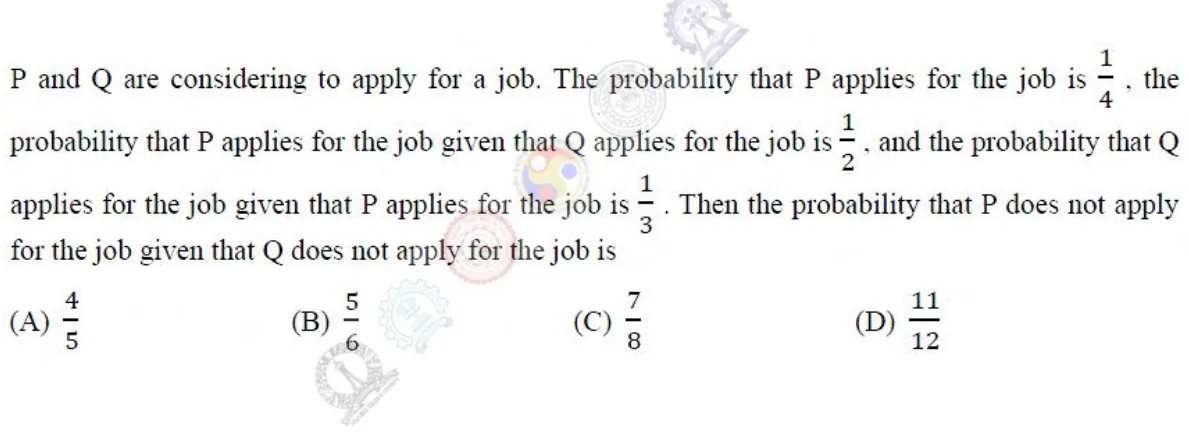 P and Q are considering to apply for a job. The probability that P applies for the job is 1/4 , the
probability that P applies for the job given that Q applies for the job is 1/2 , and the probability that Q
applies for the job given that P applies for the job is 1/3 . Then the probability that P does not apply
for the job given that Q does not apply for the job is
(A) 4/5 (B) 5/6 (C) 7/8 (D) 11/12